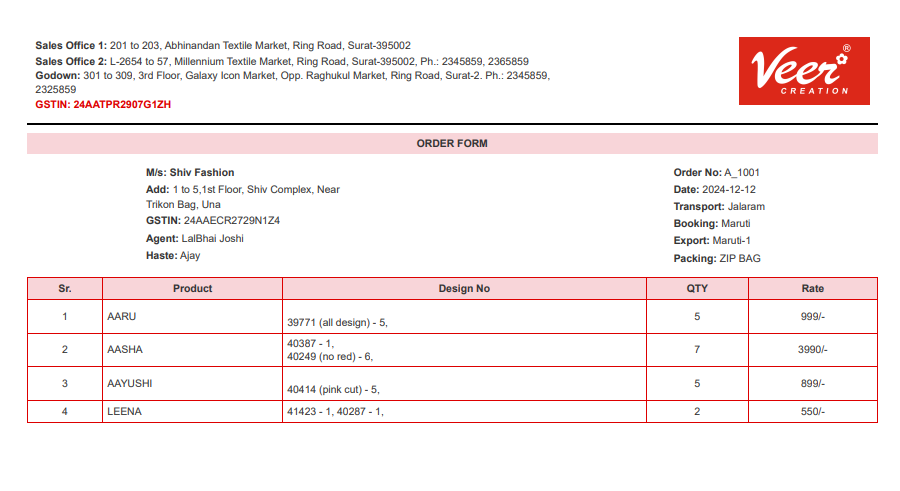 Sales Office 1: 201 to 203, Abhinandan Textile Market, Ring Road, Surat-395002
Sales Office 2: L-2654 to 57, Millennium Textile Market, Ring Road, Surat-395002, Ph.: 2345859, 2365859
Godown: 301 to 309, 3rd Floor, Galaxy Icon Market, Opp. Raghukul Market, Ring Road, Surat-2. Ph.: 2345859,
2325859
GSTIN: 24AATPR2907G1ZH
Veer®
CREATION
ORDER FORM
M/s: Shiv Fashion
Add: 1 to 5,1st Floor, Shiv Complex, Near
Trikon Bag, Una
GSTIN: 24AAECR2729N1Z4
Agent: LalBhai Joshi
Haste: Ajay
Order No: A_1001
Date: 2024-12-12
Transport: Jalaram
Booking: Maruti
Export: Maruti-1
Packing: ZIP BAG
Sr. Product Design No QTY Rate
1 AARU 39771 (all design) - 5, 5 999/-
2 AASHA 40387 - 1, 7 3990/-
40249 (no red) - 6,
3 AAYUSHI 40414 (pink cut) - 5, 5 899/-
4 LEENA 41423 - 1, 40287 - 1, 2 550/-